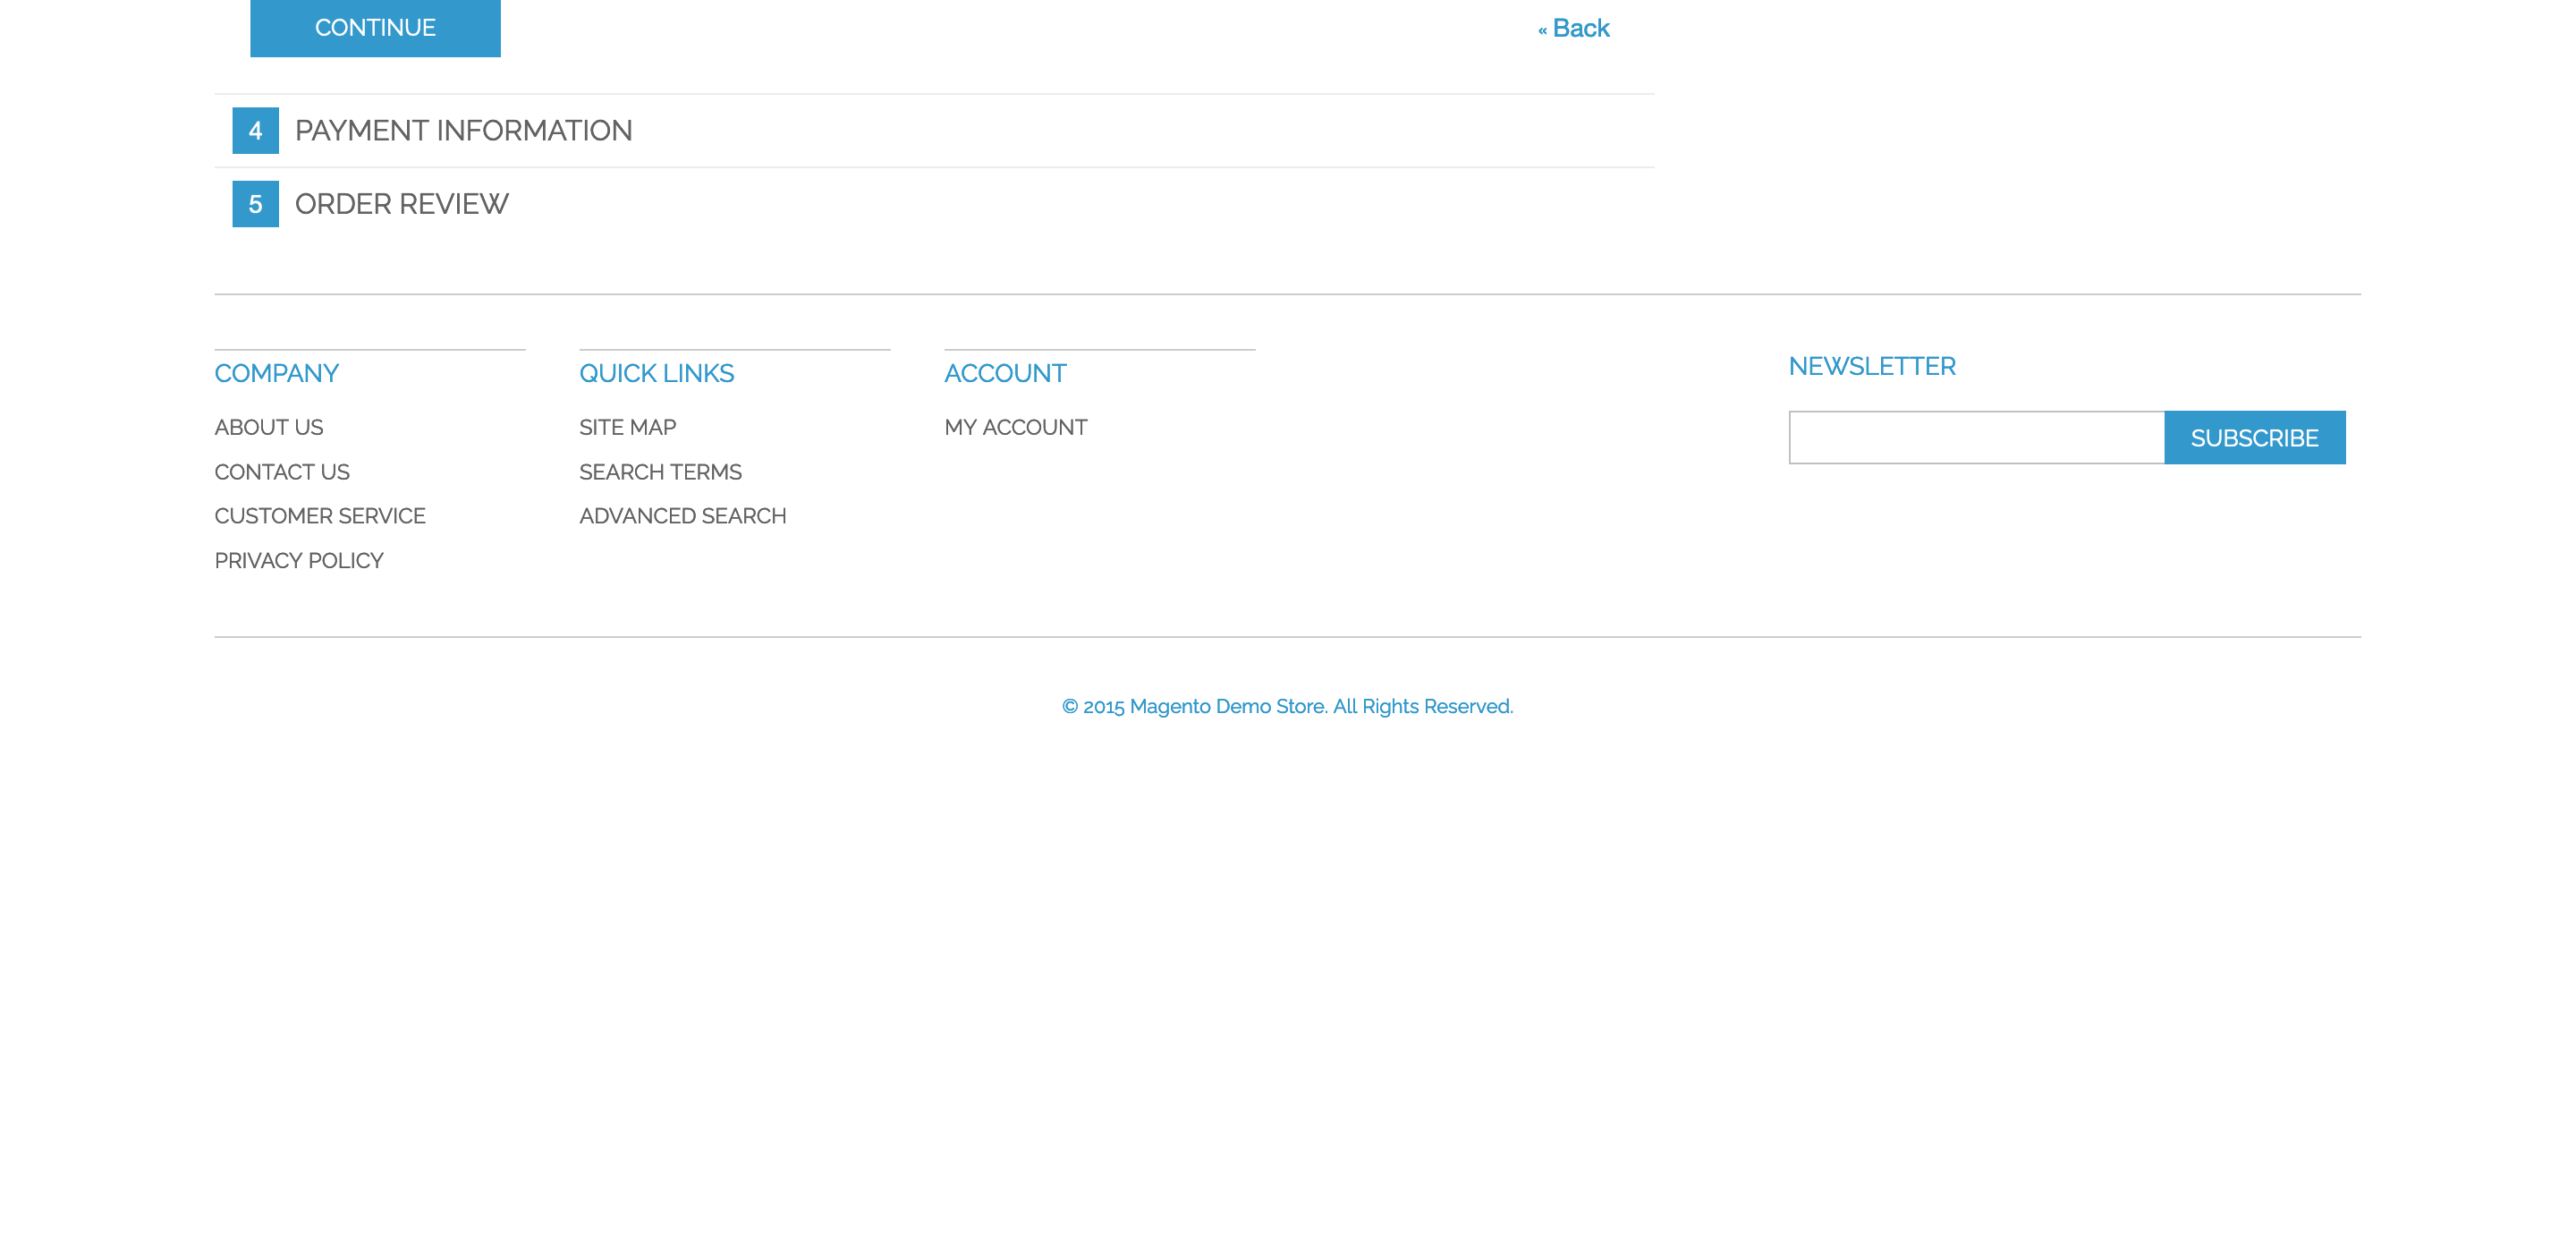 CONTINUE
« Back
4 PAYMENT INFORMATION
5 ORDER REVIEW
COMPANY
ABOUT US
CONTACT US
CUSTOMER SERVICE
PRIVACY POLICY
QUICK LINKS
SITE MAP
SEARCH TERMS
ADVANCED SEARCH
ACCOUNT
MY ACCOUNT
NEWSLETTER
SUBSCRIBE
© 2015 Magento Demo Store. All Rights Reserved.